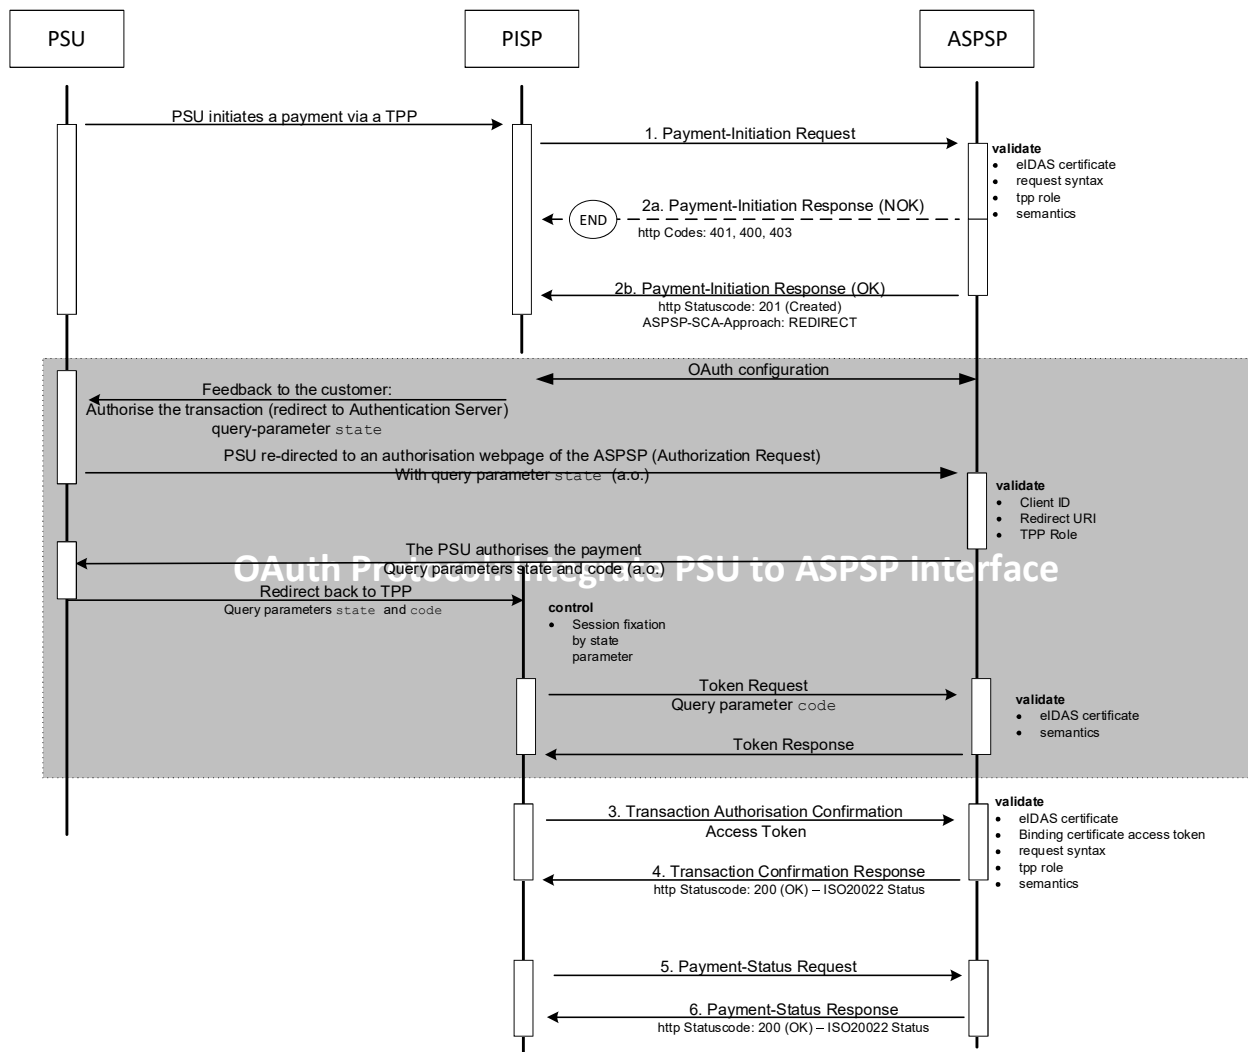 PSU
PISP
ASPSP
PSU initiates a payment via a TPP
1. Payment-Initiation Request
validate
• eIDAS certificate
• request syntax
• tpp role
• semantics
2a. Payment-Initiation Response (NOK)
END
http Codes: 401, 400, 403
2b. Payment-Initiation Response (OK)
http Statuscode: 201 (Created)
ASPSP-SCA-Approach: REDIRECT
OAuth configuration
Feedback to the customer:
Authorise the transaction (redirect to Authentication Server)
query-parameter state
PSU re-directed to an authorisation webpage of the ASPSP (Authorization Request)
With query parameter state (a.o.)
validate
• Client ID
• Redirect URI
• TPP Role
The PSU authorises the payment
Query parameters state and code (a.o.)
OAuth Protocol: Integrate PSU to ASPSP Interface
Redirect back to TPP
Query parameters state and code
control
• Session fixation
by state
parameter
Token Request
Query parameter code
validate
• eIDAS certificate
• semantics
Token Response
3. Transaction Authorisation Confirmation
Access Token
validate
• eIDAS certificate
• Binding certificate access token
• request syntax
• tpp role
• semantics
4. Transaction Confirmation Response
http Statuscode: 200 (OK) – ISO20022 Status
5. Payment-Status Request
6. Payment-Status Response
http Statuscode: 200 (OK) – ISO20022 Status